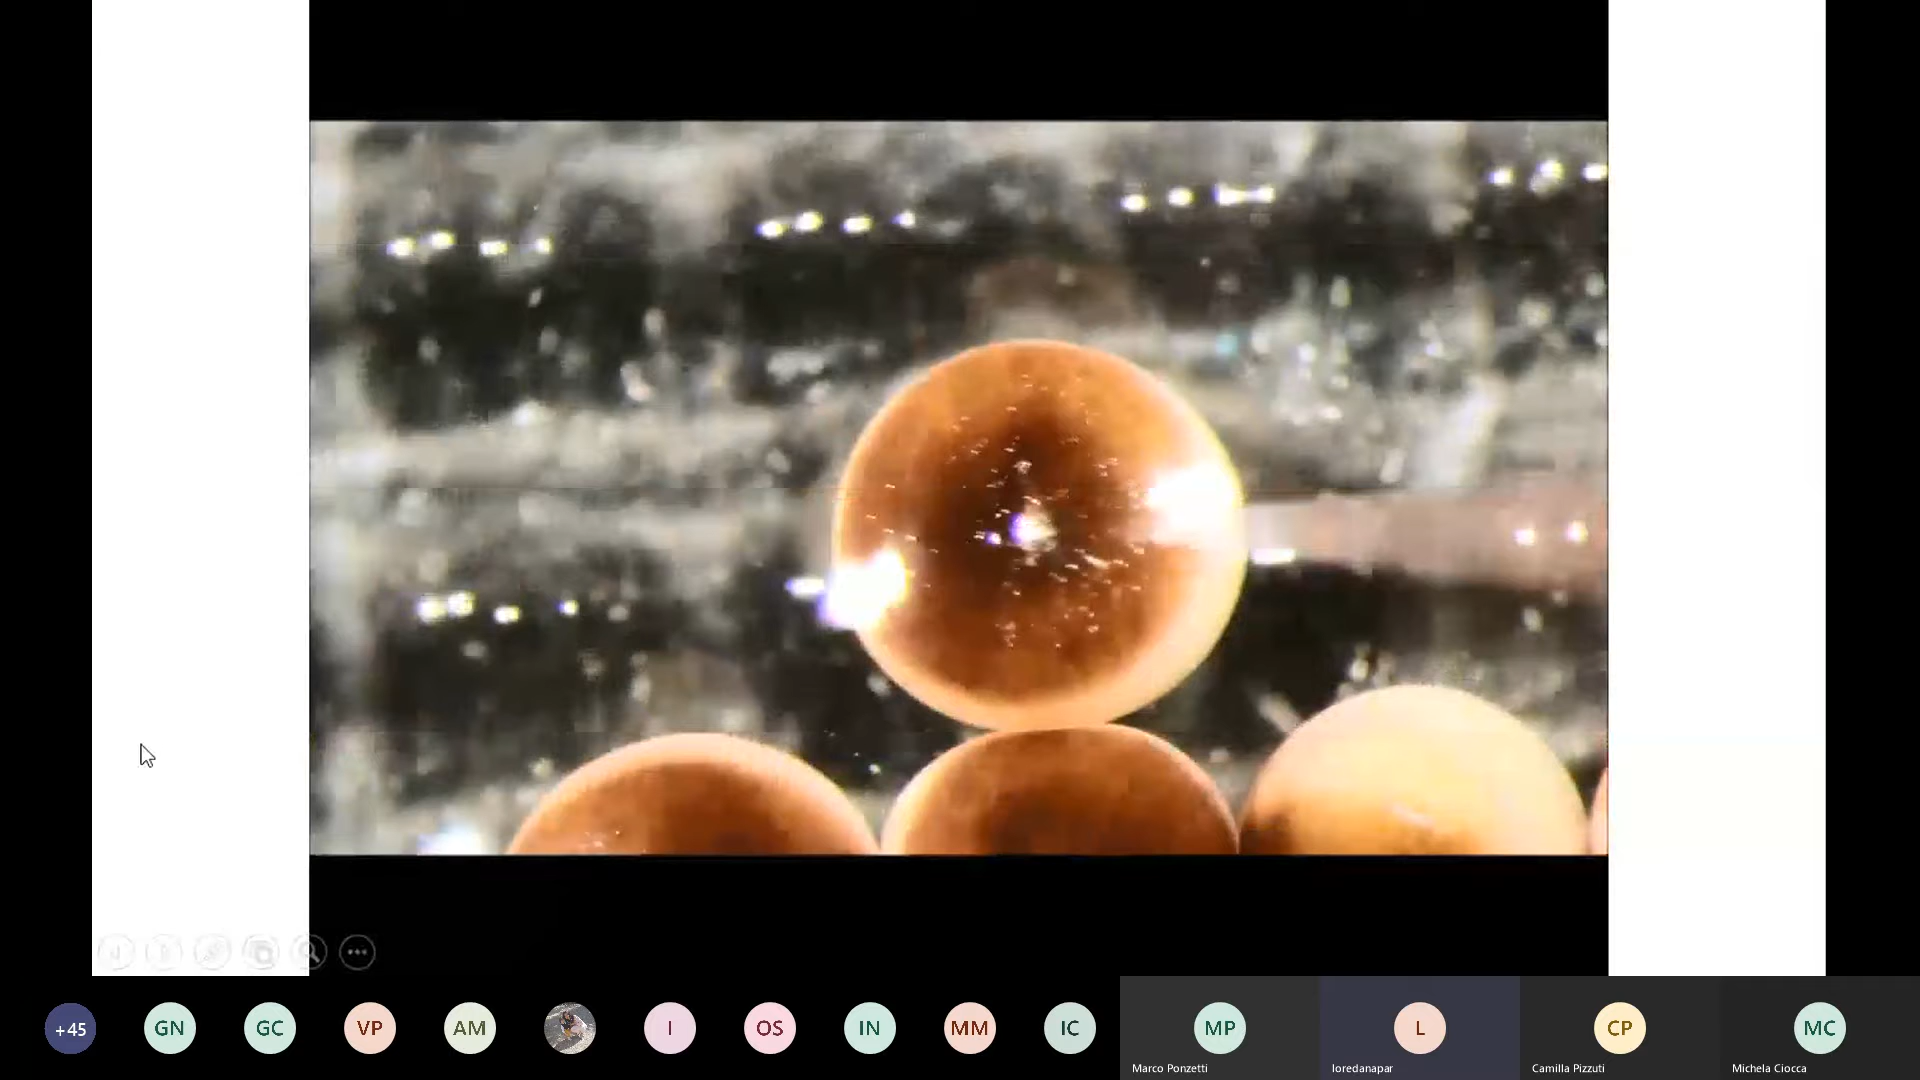 +45
GN
GC
VP
AM
I
OS
IN
MM
IC
MP
L
CP
MC
Marco Ponzetti
loredanapar
Camilla Pizzuti
Michela Ciocca